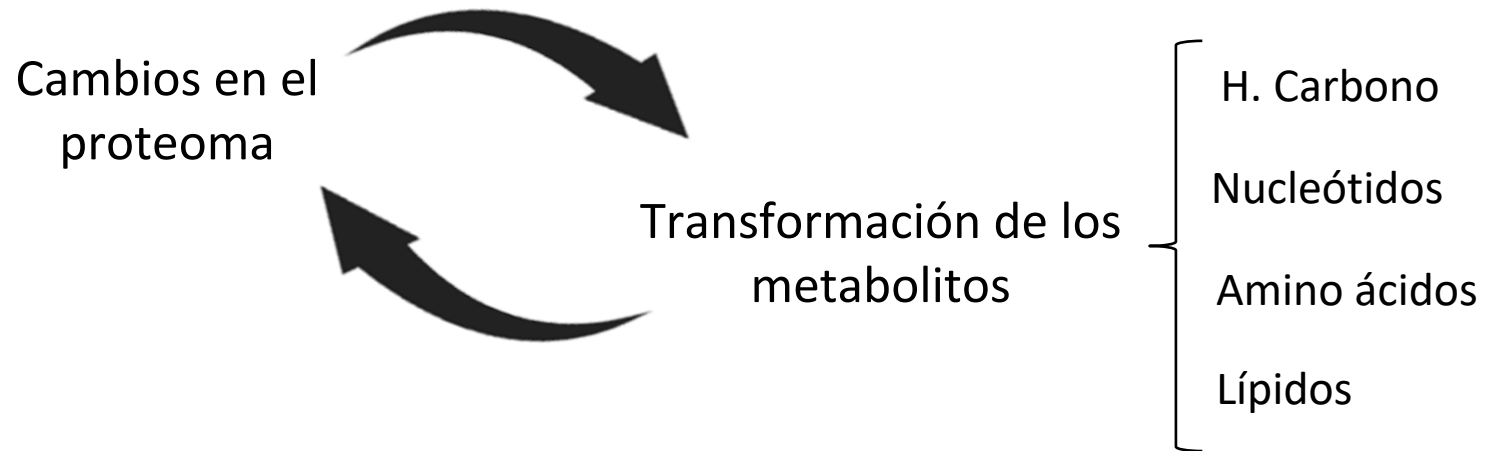 Cambios en el
proteoma
Transformación de los
metabolitos
H. Carbono
Nucleótidos
Amino ácidos
Lípidos